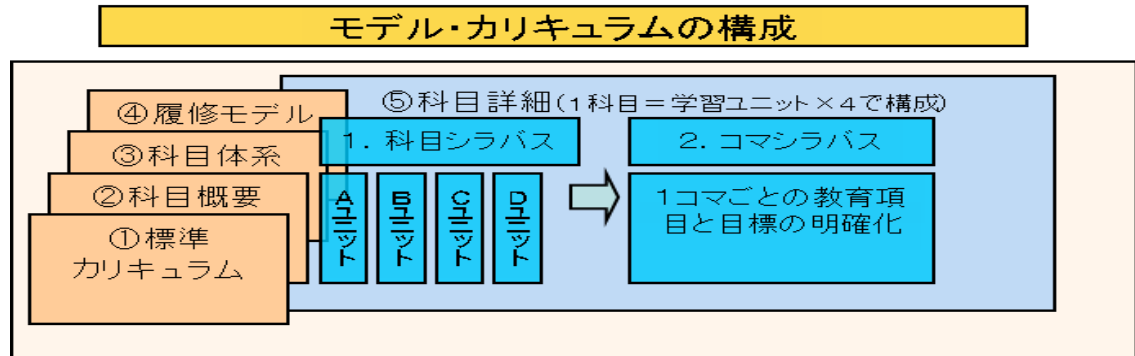 モデル・カリキュラムの構成
④履修モデル
③科目体系
②科目概要
①標準
カリキュラム
⑤科目詳細(1科目=学習ユニット×4で構成)
1. 科目シラバス
Aユニット
Bユニット
Cユニット
Dユニット
2. コマシラバス
1コマごとの教育項
目と目標の明確化